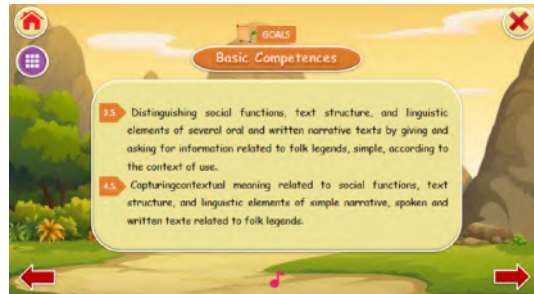 GOALS
Basic Competences
3.5. Distinguishing social functions, text structure, and linguistic
elements of several oral and written narrative texts by giving and
asking for information related to folk legends, simple, according to
the context of use.
4.5. Capturingcontextual meaning related to social functions, text
structure, and linguistic elements of simple narrative, spoken and
written texts related to folk legends.